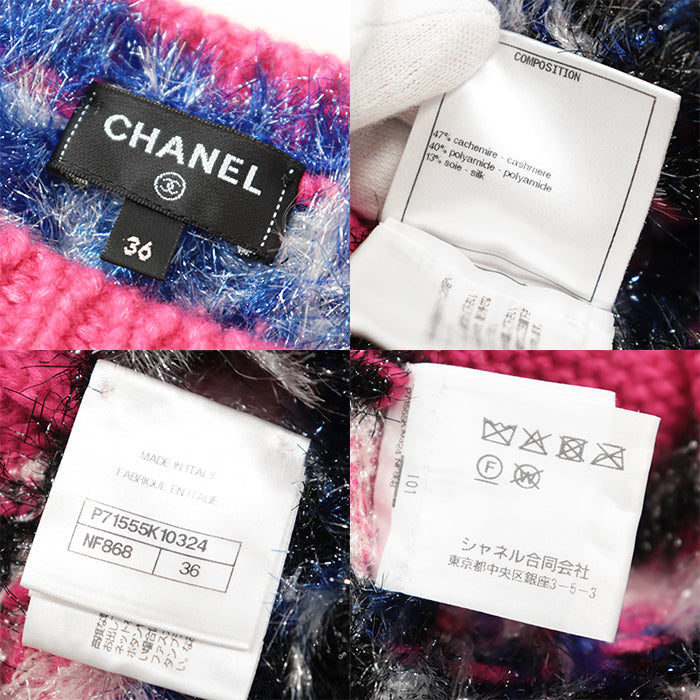 CHANEL
36
COMPOSITION
47% cachemire - cashmere
40% polyamide - polyamide
13% soie - silk
MADE IN ITALY
FABRIQUE EN ITALIE
P71555K10324
NF868 36
P71555K10324
101
F
W
シャネル合同会社
東京都中央区銀座3-5-3